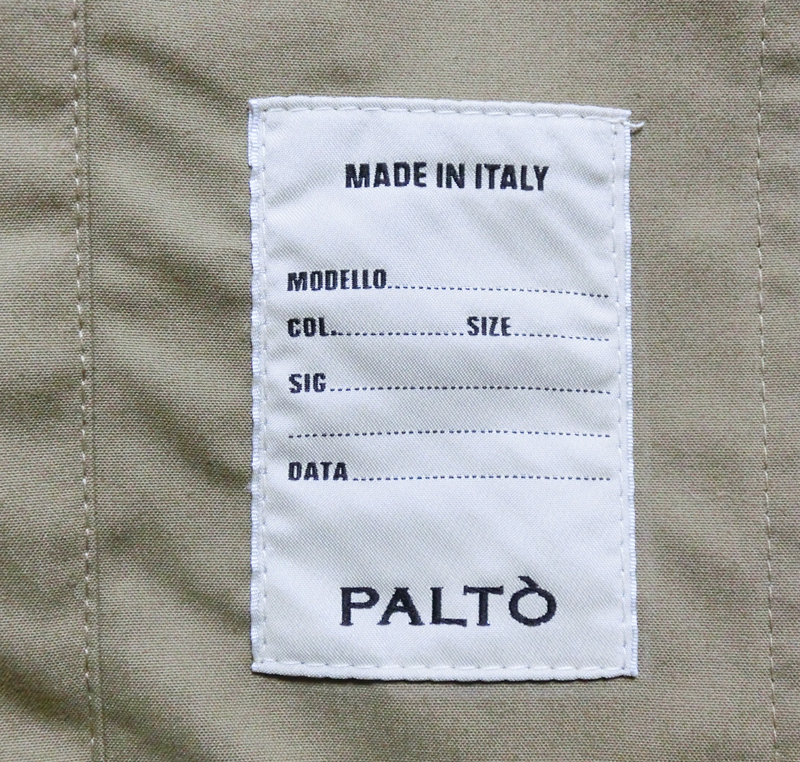 MADE IN ITALY
MODELLO
COL. SIZE
SIG
DATA
PALTÒ